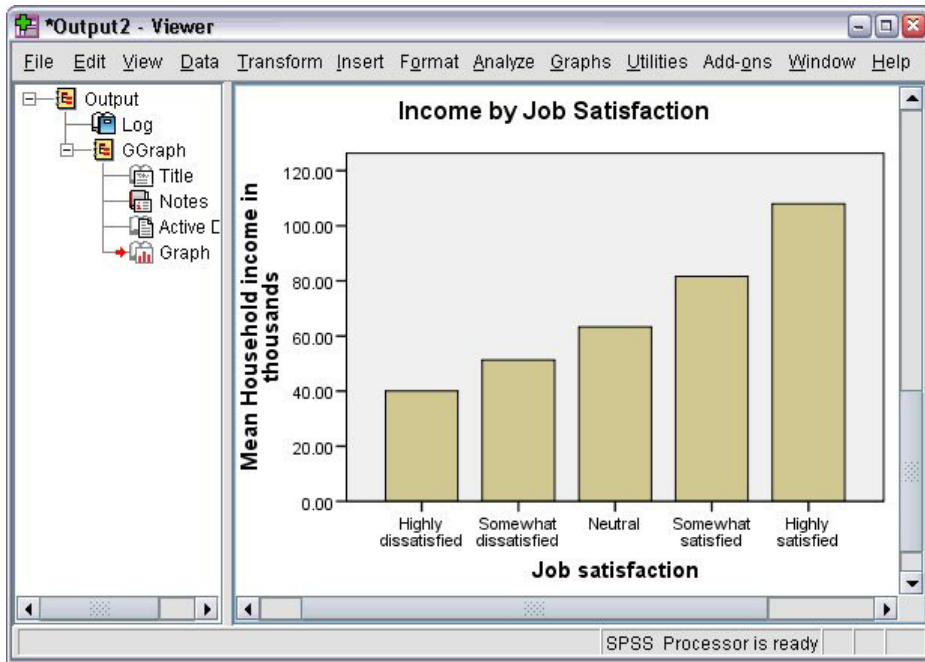 *Output2 - Viewer
File Edit View Data Transform Insert Format Analyze Graphs Utilities Add-ons Window Help
Output
Log
GGraph
Title
Notes
Active D
Graph
Income by Job Satisfaction
Mean Household income in
thousands
120.00
100.00
80.00
60.00
40.00
20.00
0.00
Highly
dissatisfied
Somewhat
dissatisfied
Neutral
Somewhat
satisfied
Highly
satisfied
Job satisfaction
SPSS Processor is ready